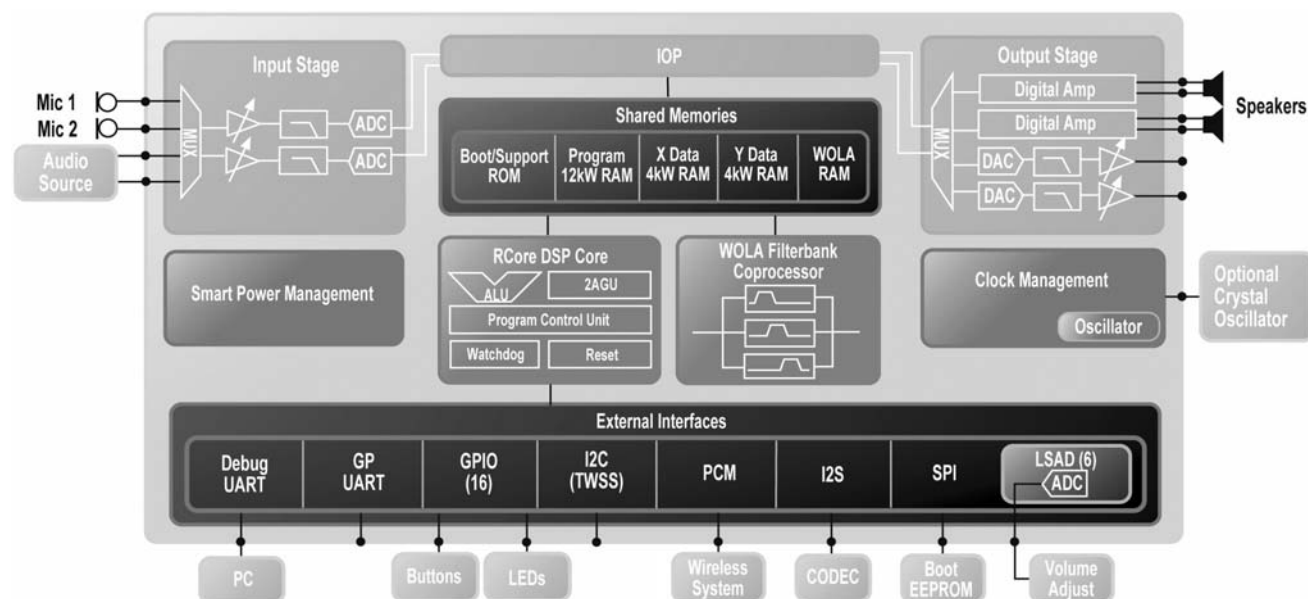 Input Stage
IOP
Output Stage
Mic 1
Mic 2
Audio
Source
MUX
ADC
ADC
Shared Memories
Boot/Support
ROM
Program
12kW RAM
X Data
4kW RAM
Y Data
4kW RAM
WOLA
RAM
MUX
Digital Amp
Digital Amp
DAC
DAC
Speakers
Smart Power Management
RCore DSP Core
ALU
2AGU
Program Control Unit
Watchdog
Reset
WOLA Filterbank
Coprocessor
Clock Management
Oscillator
Optional
Crystal
Oscillator
External Interfaces
Debug
UART
GP
UART
GPIO
(16)
I2C
(TWSS)
PCM
I2S
SPI
LSAD (6)
ADC
PC
Buttons
LEDs
Wireless
System
CODEC
Boot
EEPROM
Volume
Adjust